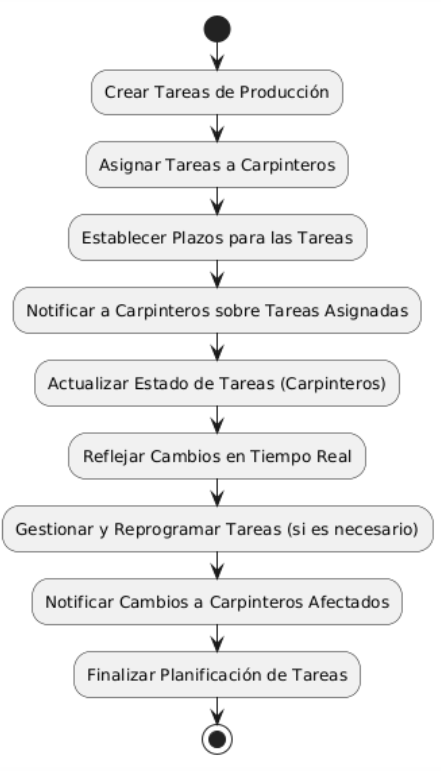 Crear Tareas de Producción
Asignar Tareas a Carpinteros
Establecer Plazos para las Tareas
Notificar a Carpinteros sobre Tareas Asignadas
Actualizar Estado de Tareas (Carpinteros)
Reflejar Cambios en Tiempo Real
Gestionar y Reprogramar Tareas (si es necesario)
Notificar Cambios a Carpinteros Afectados
Finalizar Planificación de Tareas